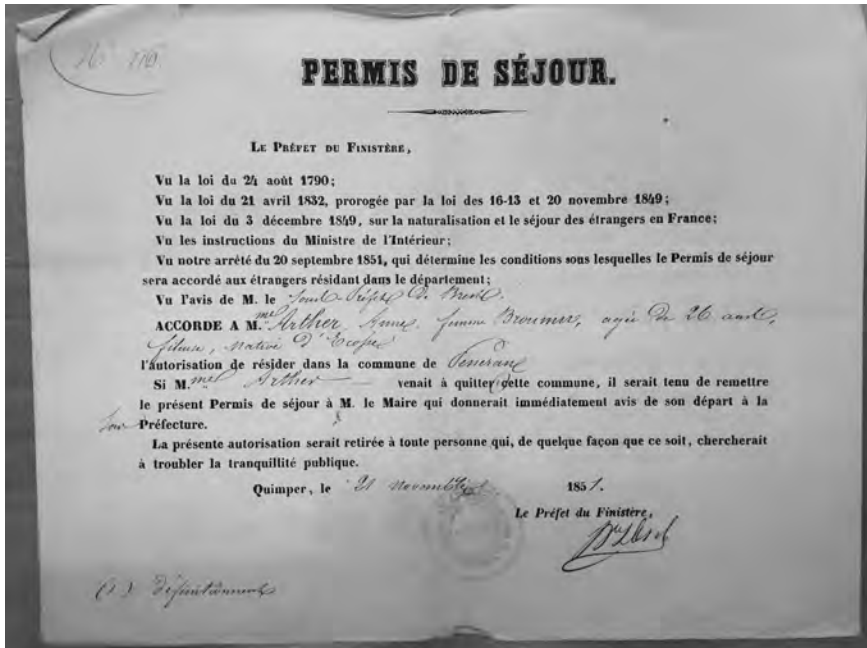 PERMIS DE SÉJOUR.
LE PRÉFET DU FINISTÈRE,
Vu la loi du 24 août 1790;
Vu la loi du 21 avril 1832, prorogée par la loi des 16-13 et 20 novembre 1849;
Vu la loi du 3 décembre 1849, sur la naturalisation et le séjour des étrangers en France;
Vu les instructions du Ministre de l'Intérieur;
Vu notre arrêté du 20 septembre 1851, qui détermine les conditions sous lesquelles le Permis de séjour
sera accordé aux étrangers résidant dans le département;
Vu l'avis de M. le Sous-Préfet de Brest.
ACCORDE A M.me Arther Anne, femme Broumer, agée de 26 ans,
fileuse, native d'Ecosse
l'autorisation de résider dans la commune de
Si M.me Arther venait à quitter cette commune, il serait tenu de remettre
le présent Permis de séjour à M. le Maire qui donnerait immédiatement avis de son départ à la
Sous Préfecture.
La présente autorisation serait retirée à toute personne qui, de quelque façon que ce soit, chercherait
à troubler la tranquillité publique.
Quimper, le 21 novembre 1851.
Le Préfet du Finistère,